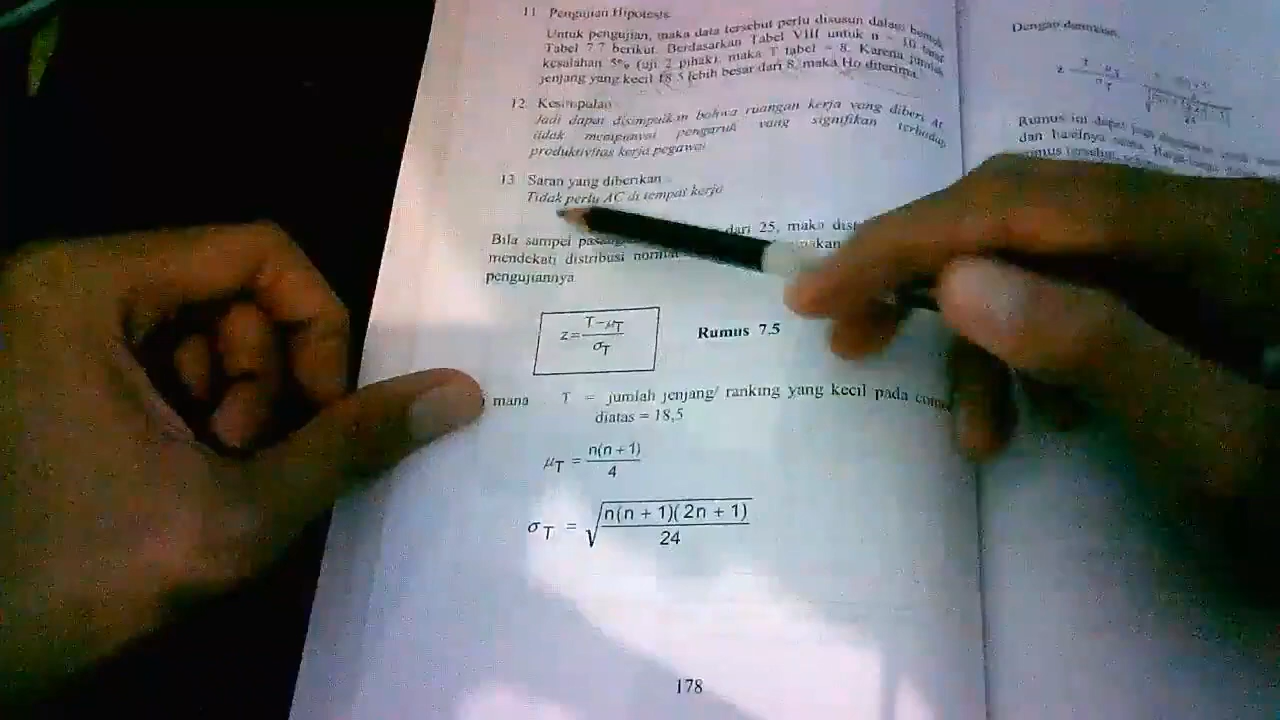 11 Pengujian Hipotesis
Untuk pengujian, maka data tersebut perlu disusun dalam bentuk
Tabel 7.7 berikut. Berdasarkan Tabel VIII untuk n = 10 taraf
kesalahan 5% (uji 2 pihak), maka T tabel = 8. Karena jumlah
jenjang yang kecil 18.5 lebih besar dari 8, maka Ho diterima.
12. Kesimpulan
Jadi dapat disimpulkan bahwa ruangan kerja yang diberi AC
tidak mempunyai pengaruh yang signifikan terhadap
produktivitas kerja pegawai
13 Saran yang diberikan
Tidak perlu AC di tempat kerja
Bila sampel dari 25, maka
mendekati distribusi normal
pengujiannya
z = T − μT / σT
Rumus 7.5
mana T = jumlah jenjang/ ranking yang kecil pada
diatas = 18,5
μT = n(n + 1) / 4
σT = √ n(n + 1)(2n + 1) / 24
178
Dengan demikian
Rumus ini dapat
dan hasilnya